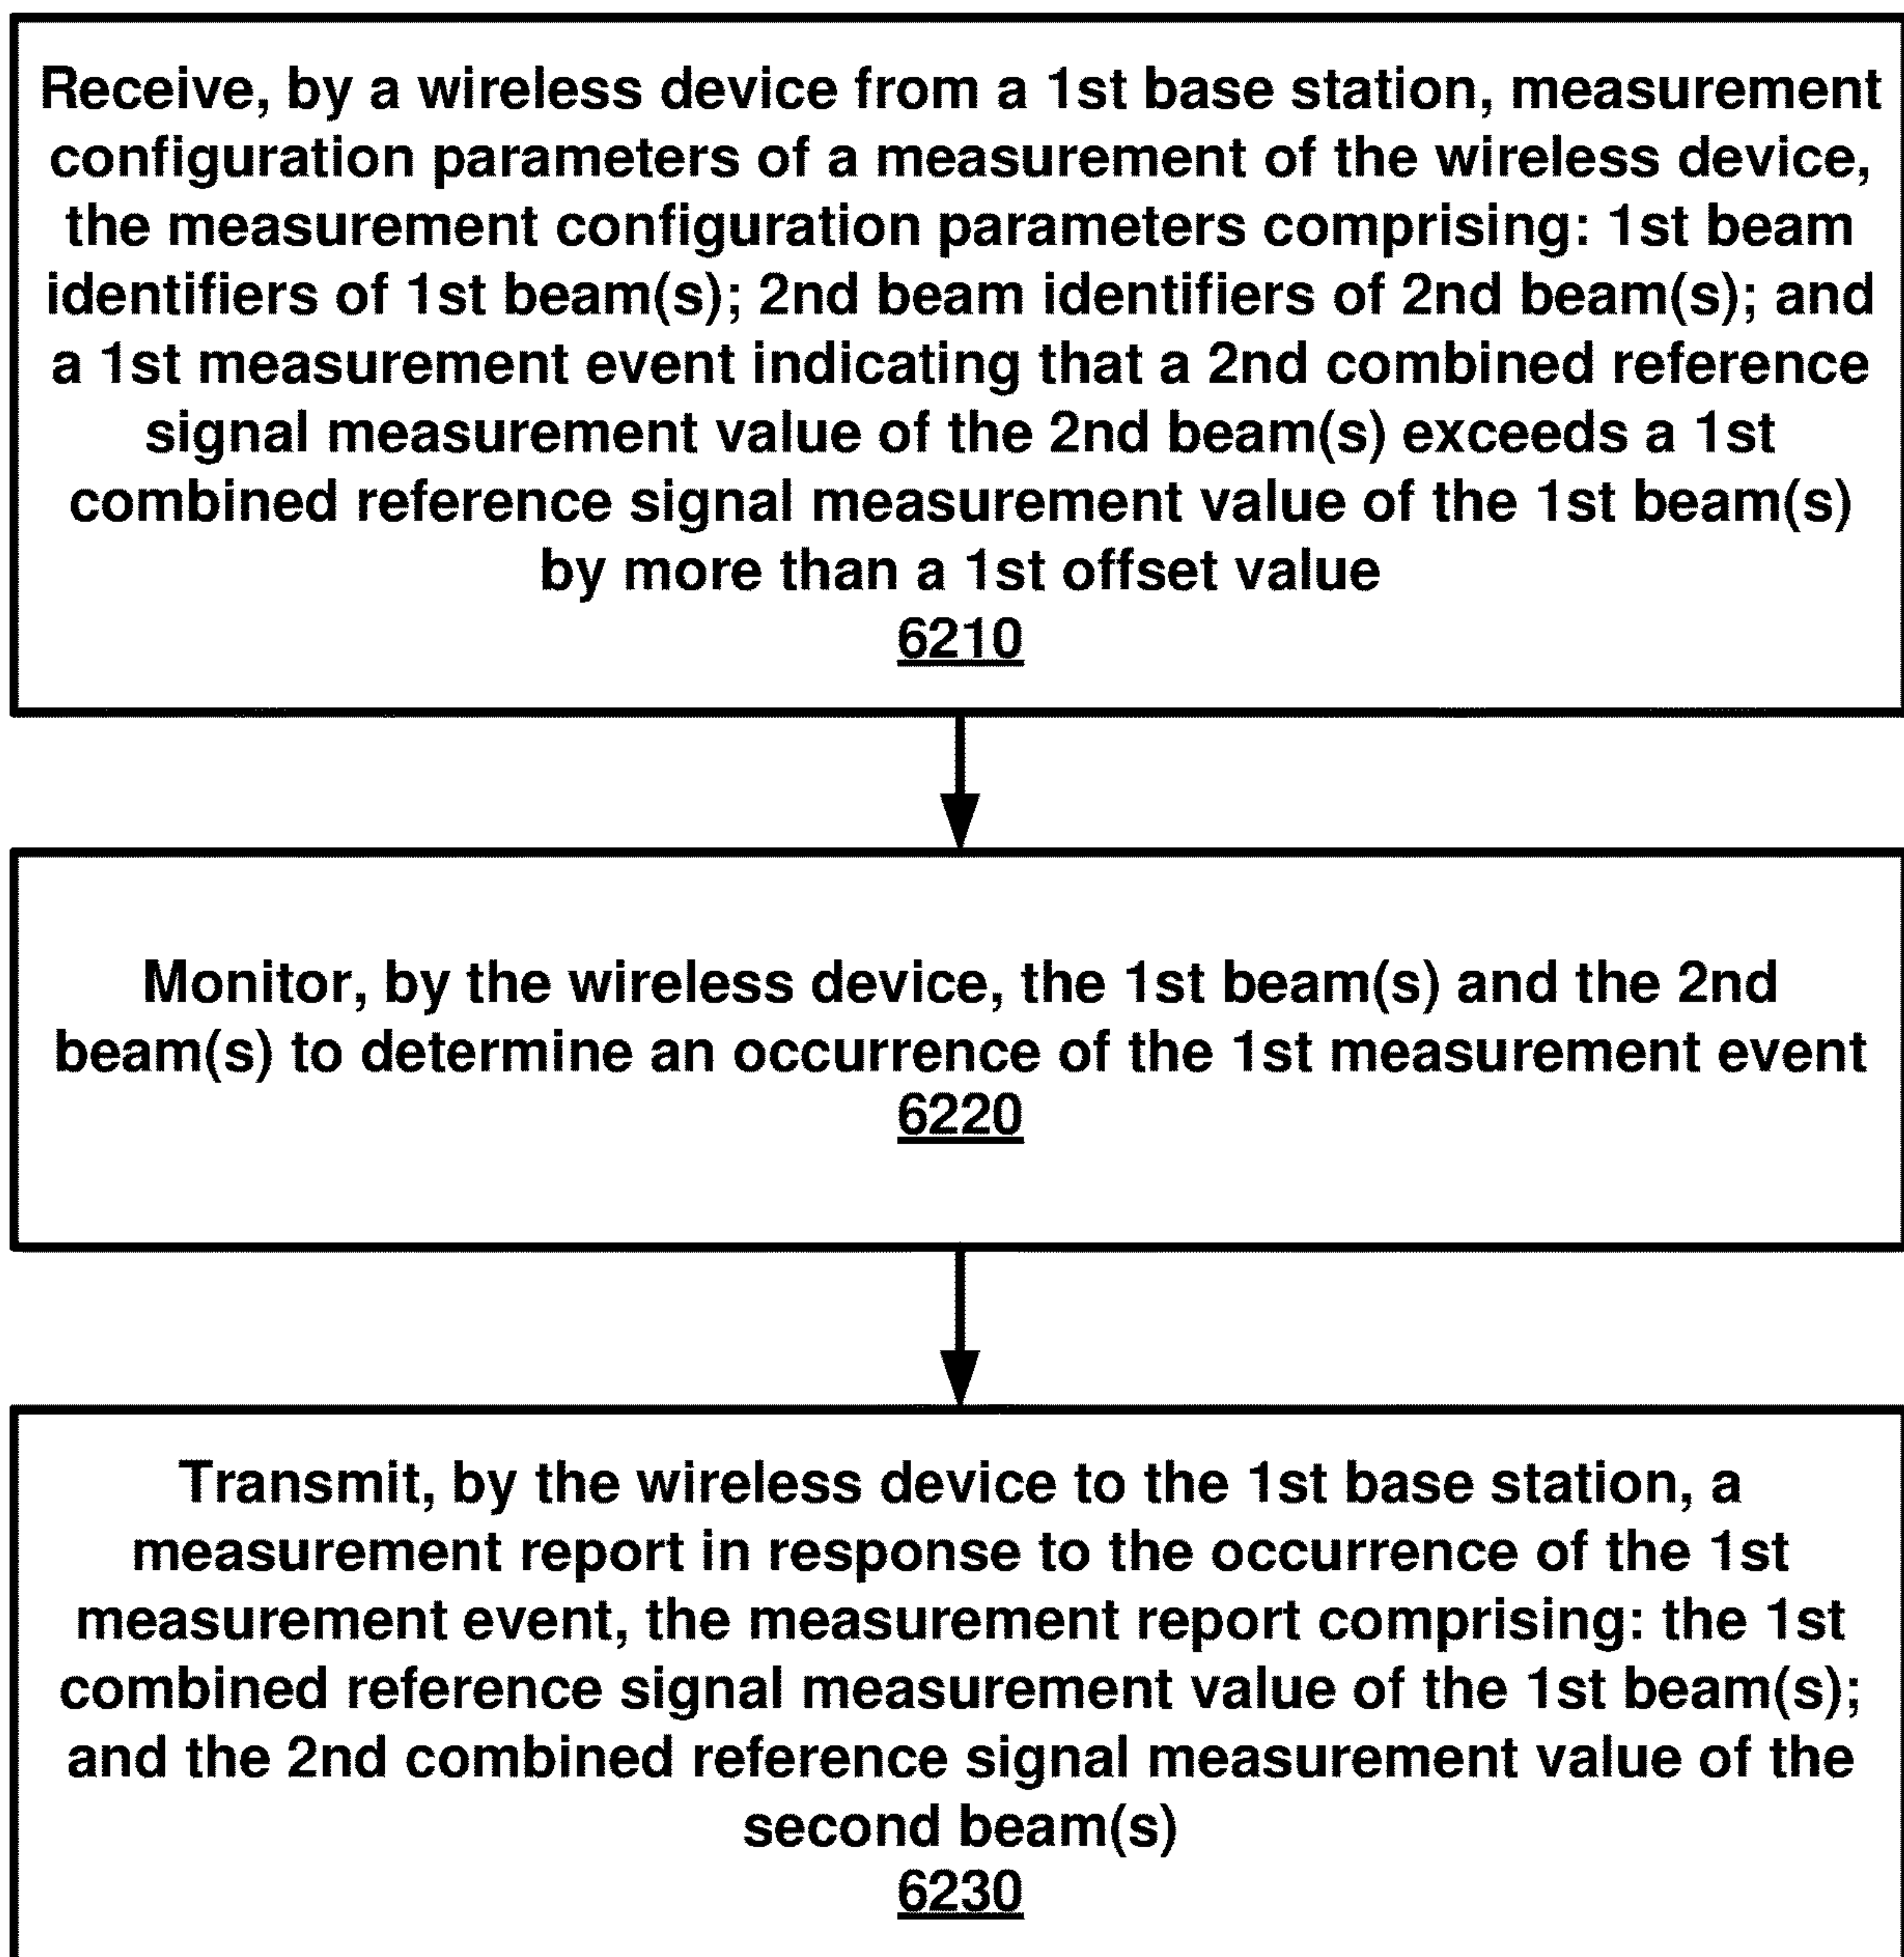 Receive, by a wireless device from a 1st base station, measurement
configuration parameters of a measurement of the wireless device,
the measurement configuration parameters comprising: 1st beam
identifiers of 1st beam(s); 2nd beam identifiers of 2nd beam(s); and
a 1st measurement event indicating that a 2nd combined reference
signal measurement value of the 2nd beam(s) exceeds a 1st
combined reference signal measurement value of the 1st beam(s)
by more than a 1st offset value
6210
Monitor, by the wireless device, the 1st beam(s) and the 2nd
beam(s) to determine an occurrence of the 1st measurement event
6220
Transmit, by the wireless device to the 1st base station, a
measurement report in response to the occurrence of the 1st
measurement event, the measurement report comprising: the 1st
combined reference signal measurement value of the 1st beam(s);
and the 2nd combined reference signal measurement value of the
second beam(s)
6230